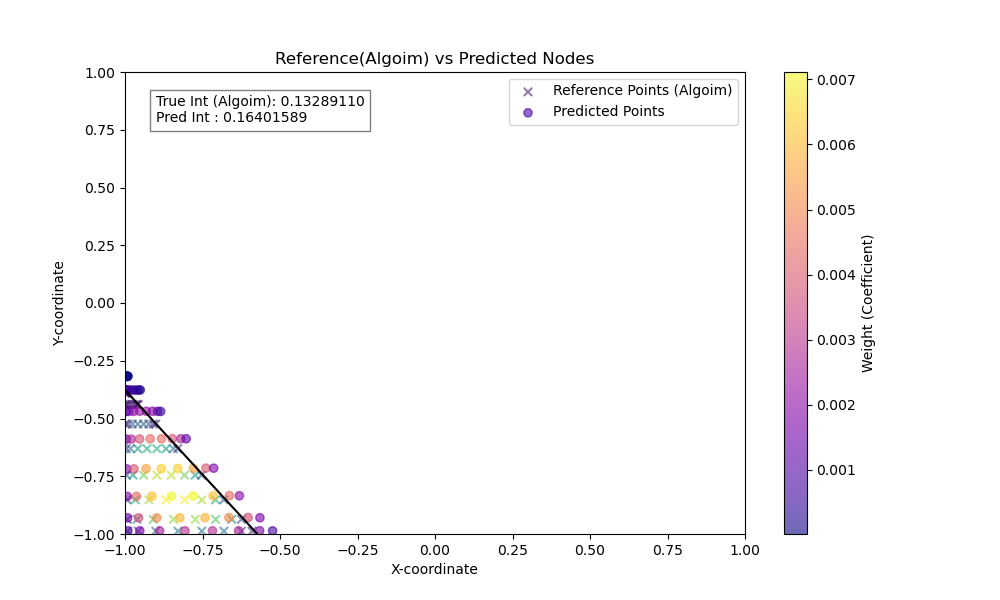 Reference(Algoim) vs Predicted Nodes
True Int (Algoim): 0.13289110
Pred Int : 0.16401589
Reference Points (Algoim)
Predicted Points
1.00
0.75
0.50
0.25
0.00
−0.25
−0.50
−0.75
−1.00
Y-coordinate
−1.00 −0.75 −0.50 −0.25 0.00 0.25 0.50 0.75 1.00
X-coordinate
0.007
0.006
0.005
0.004
0.003
0.002
0.001
Weight (Coefficient)